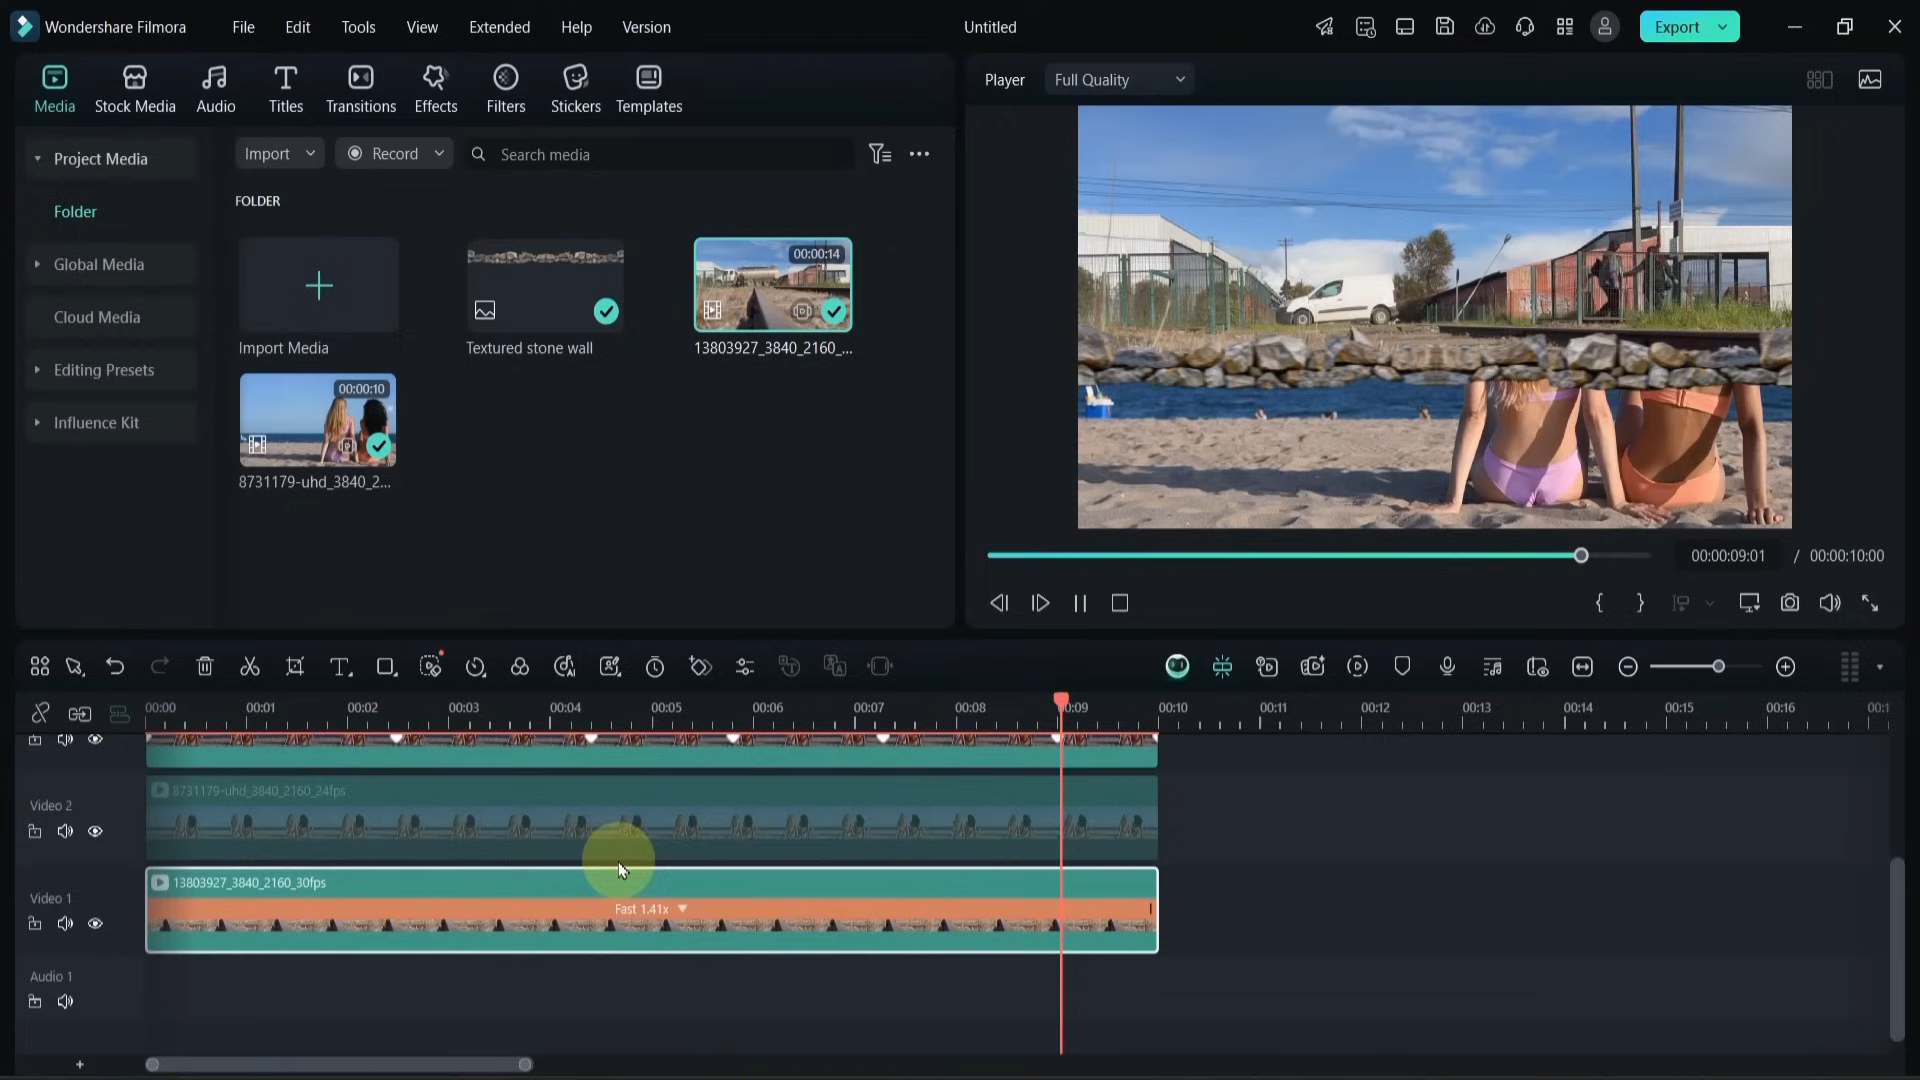 Wondershare Filmora File Edit Tools View Extended Help Version Untitled Export
Media Stock Media Audio Titles Transitions Effects Filters Stickers Templates
Player Full Quality
Project Media
Folder
Global Media
Cloud Media
Editing Presets
Influence Kit
Import Record Search media
FOLDER
00:00:14
Import Media Textured stone wall 13803927_3840_2160_...
00:00:10
8731179-uhd_3840_2...
00:00:09:01 / 00:00:10:00
00:00 00:01 00:02 00:03 00:04 00:05 00:06 00:07 00:08 00:09 00:10 00:11 00:12 00:13 00:14 00:15 00:16 00:1
Video 2
8731179-uhd_3840_2160_24fps
Video 1
13803927_3840_2160_30fps
Fast 1.41x
Audio 1